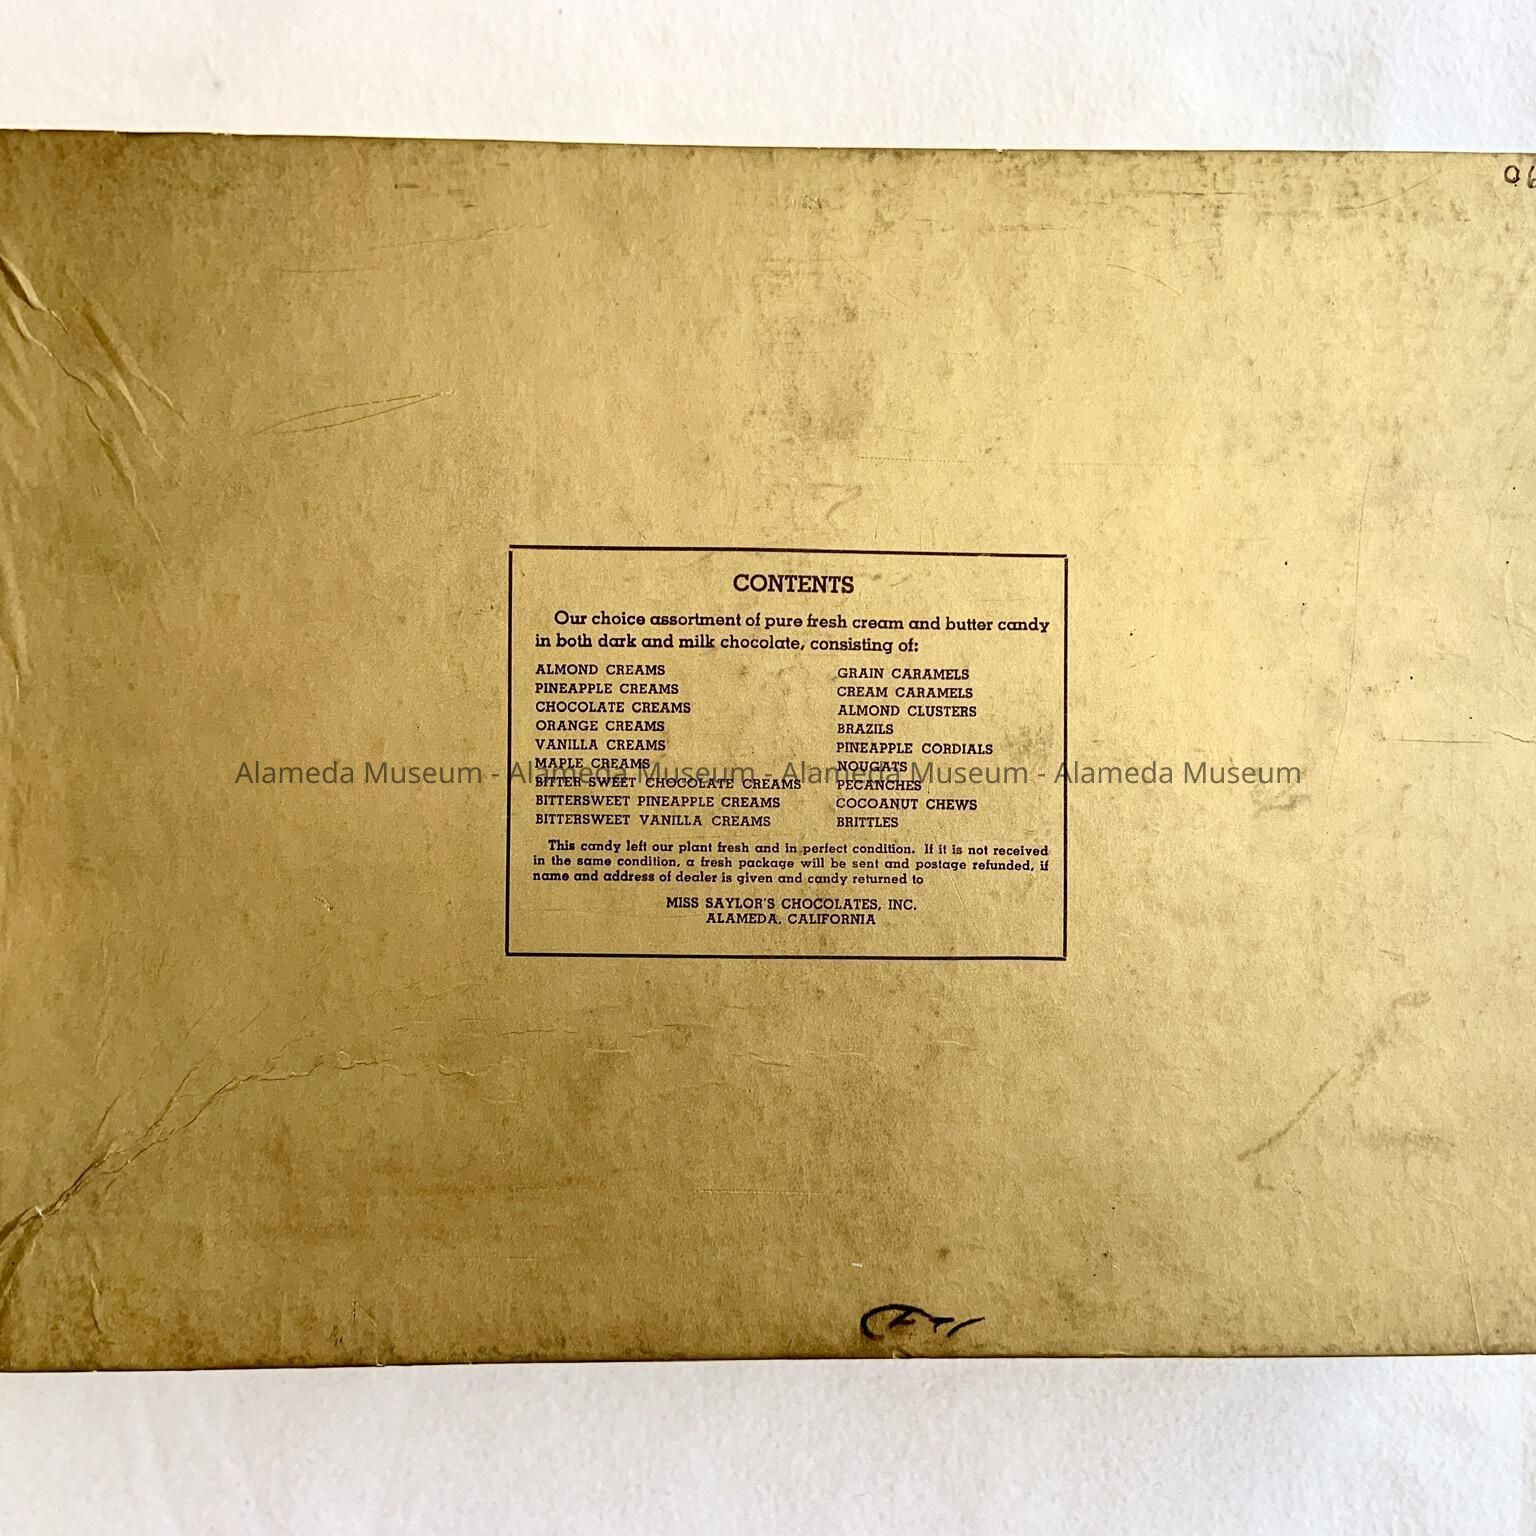 CONTENTS
Our choice assortment of pure fresh cream and butter candy
in both dark and milk chocolate, consisting of:
ALMOND CREAMS
PINEAPPLE CREAMS
CHOCOLATE CREAMS
ORANGE CREAMS
VANILLA CREAMS
MAPLE CREAMS
BITTER SWEET CHOCOLATE CREAMS
BITTERSWEET PINEAPPLE CREAMS
BITTERSWEET VANILLA CREAMS
GRAIN CARAMELS
CREAM CARAMELS
ALMOND CLUSTERS
BRAZILS
PINEAPPLE CORDIALS
NOUGATS
PECANCHES
COCOANUT CHEWS
BRITTLES
This candy left our plant fresh and in perfect condition. If it is not received
in the same condition, a fresh package will be sent and postage refunded, if
name and address of dealer is given and candy returned to
MISS SAYLOR'S CHOCOLATES, INC.
ALAMEDA, CALIFORNIA
Alameda Museum - Alameda Museum - Alameda Museum - Alameda Museum